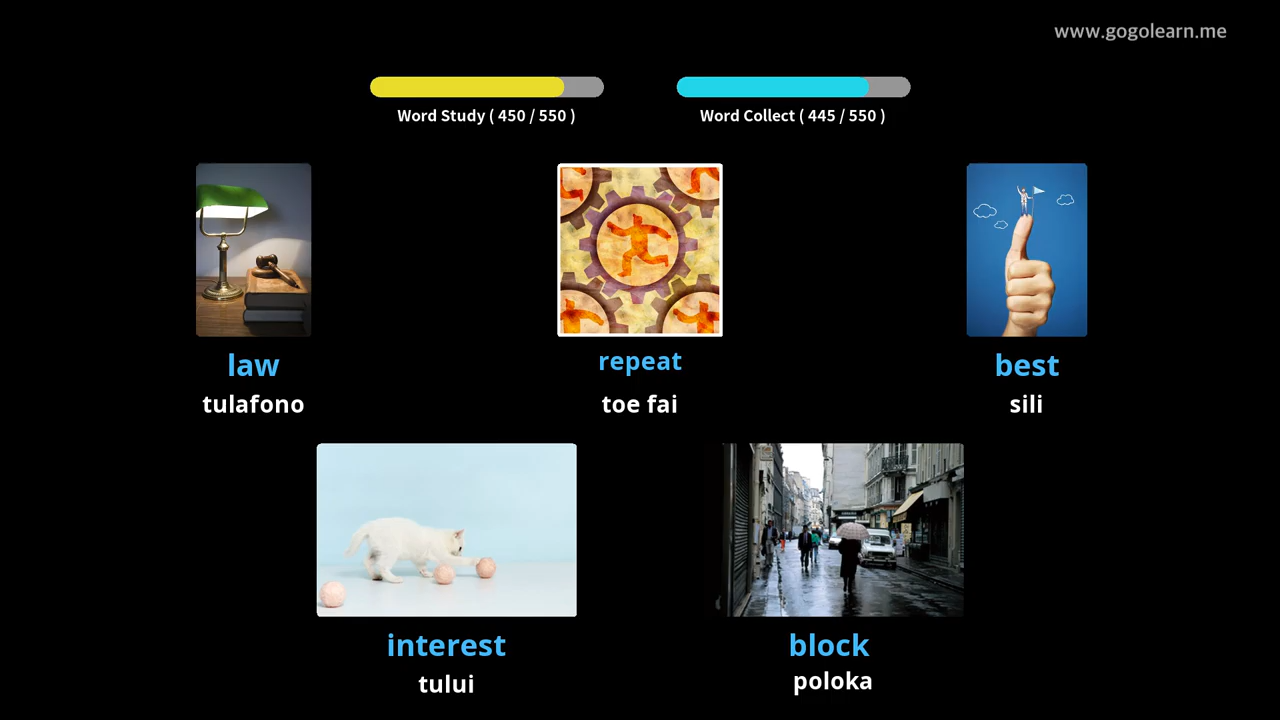 www.gogolearn.me
Word Study ( 450 / 550 )
Word Collect ( 445 / 550 )
law
repeat
best
tulafono
toe fai
sili
interest
block
tului
poloka